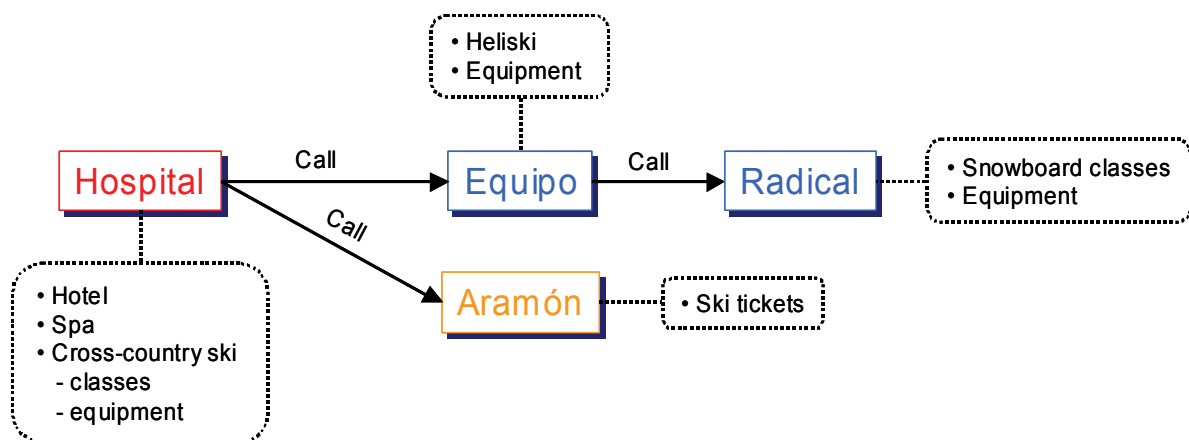 • Heliski
• Equipment
Call
Call
Hospital
Equipo
Radical
• Snowboard classes
• Equipment
Call
Aramón
• Ski tickets
• Hotel
• Spa
• Cross-country ski
- classes
- equipment